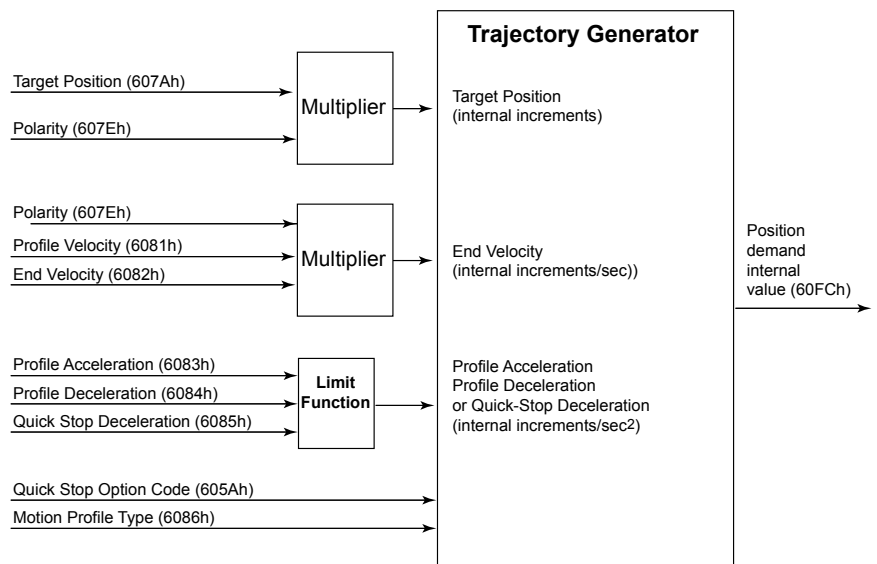 Trajectory Generator
Target Position (607Ah)
Polarity (607Eh)
Multiplier
Target Position
(internal increments)
Polarity (607Eh)
Profile Velocity (6081h)
End Velocity (6082h)
Multiplier
End Velocity
(internal increments/sec))
Position
demand
internal
value (60FCh)
Profile Acceleration (6083h)
Profile Deceleration (6084h)
Quick Stop Deceleration (6085h)
Limit
Function
Profile Acceleration
Profile Deceleration
or Quick-Stop Deceleration
(internal increments/sec2)
Quick Stop Option Code (605Ah)
Motion Profile Type (6086h)